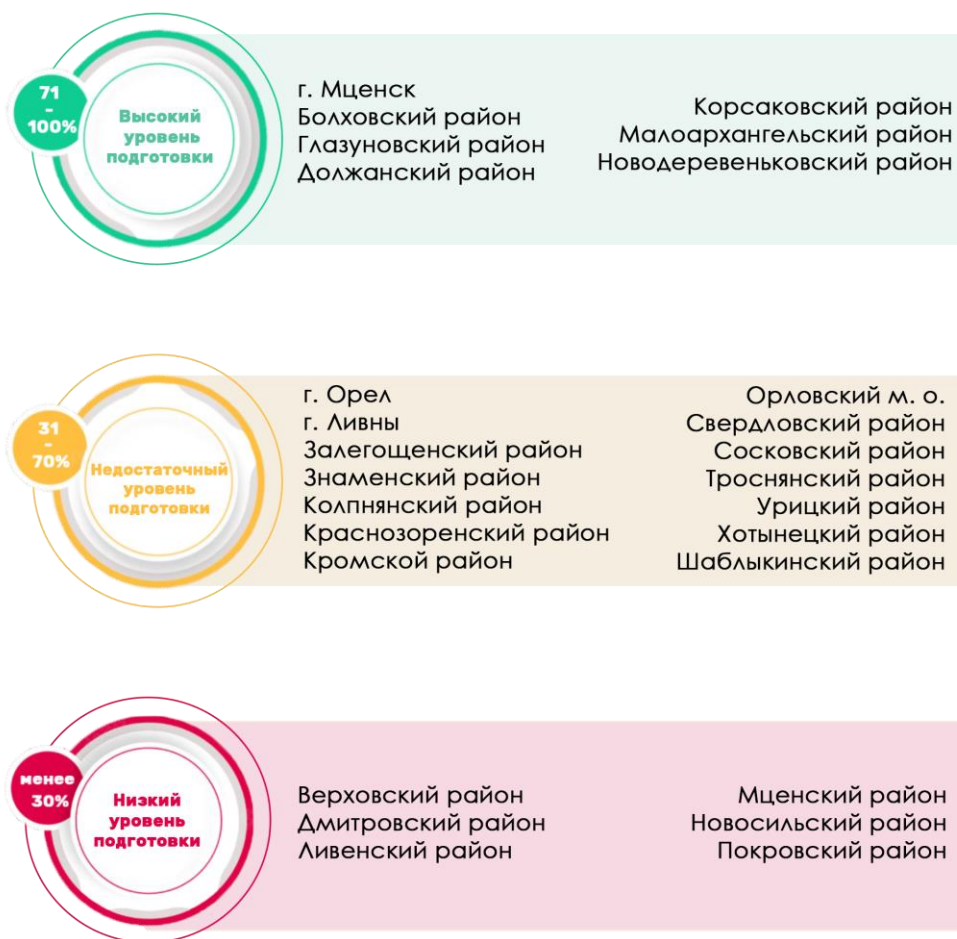 71
-
100%
Высокий
уровень
подготовки
г. Мценск
Болховский район
Глазуновский район
Должанский район
Корсаковский район
Малоархангельский район
Новодеревеньковский район
31
-
70%
Недостаточный
уровень
подготовки
г. Орел
г. Ливны
Залегощенский район
Знаменский район
Колпнянский район
Краснозоренский район
Кромской район
Орловский м. о.
Свердловский район
Сосковский район
Троснянский район
Урицкий район
Хотынецкий район
Шаблыкинский район
менее
30%
Низкий
уровень
подготовки
Верховский район
Дмитровский район
Ливенский район
Мценский район
Новосильский район
Покровский район